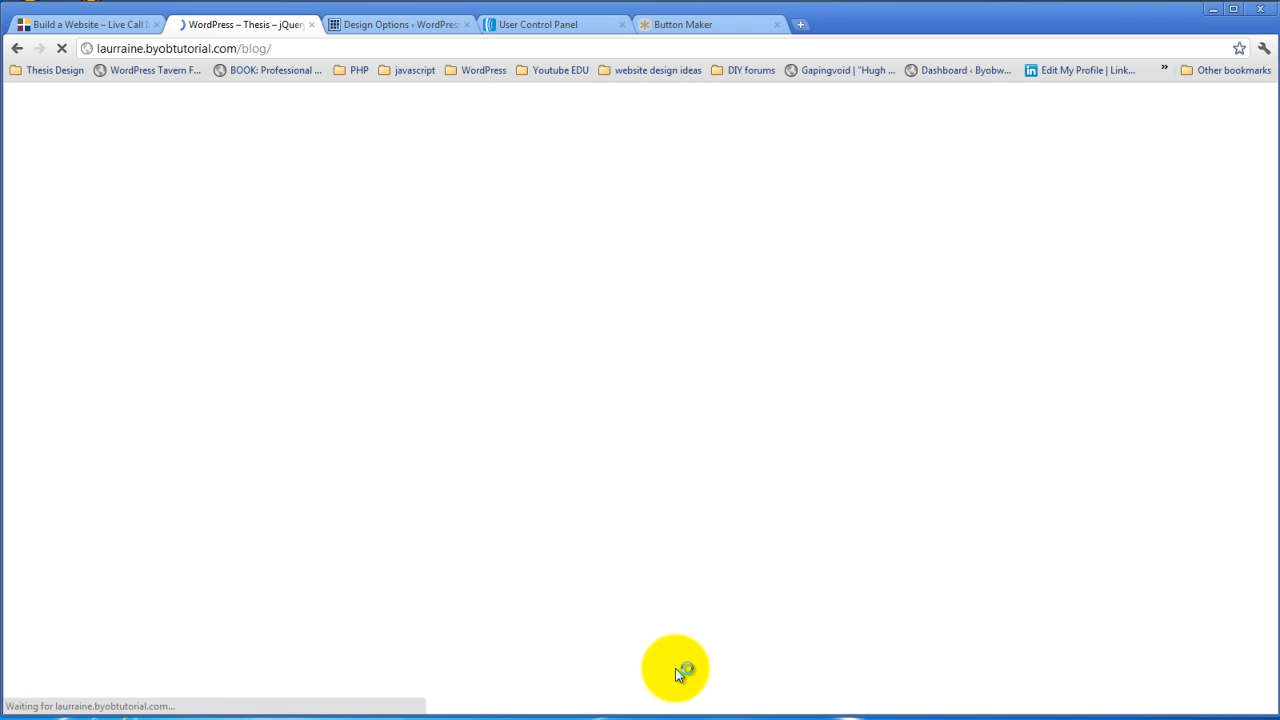 Build a Website – Live Call I
WordPress – Thesis – jQuery
Design Options ‹ WordPress
User Control Panel
Button Maker
laurraine.byobtutorial.com/blog/
Thesis Design
WordPress Tavern F...
BOOK: Professional ...
PHP
javascript
WordPress
Youtube EDU
website design ideas
DIY forums
Gapingvoid | "Hugh ...
Dashboard ‹ Byobw...
Edit My Profile | Link...
»
Other bookmarks
Waiting for laurraine.byobtutorial.com...